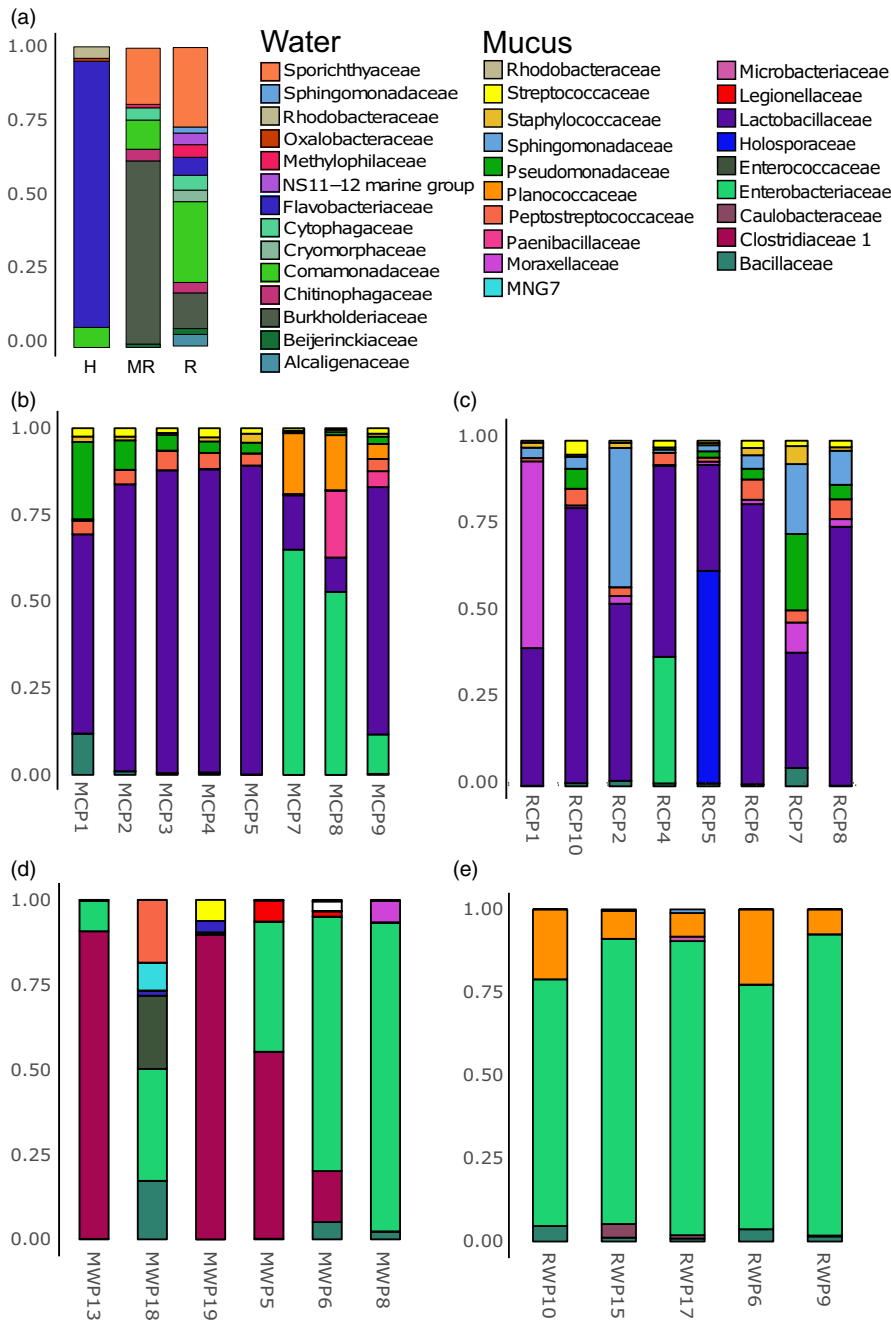 (a)
1.00
0.75
0.50
0.25
0.00
H MR R
Water
Sporichthyaceae
Sphingomonadaceae
Rhodobacteraceae
Oxalobacteraceae
Methylophilaceae
NS11–12 marine group
Flavobacteriaceae
Cytophagaceae
Cryomorphaceae
Comamonadaceae
Chitinophagaceae
Burkholderiaceae
Beijerinckiaceae
Alcaligenaceae
Mucus
Rhodobacteraceae
Streptococcaceae
Staphylococcaceae
Sphingomonadaceae
Pseudomonadaceae
Planococcaceae
Peptostreptococcaceae
Paenibacillaceae
Moraxellaceae
MNG7
Microbacteriaceae
Legionellaceae
Lactobacillaceae
Holosporaceae
Enterococcaceae
Enterobacteriaceae
Caulobacteraceae
Clostridiaceae 1
Bacillaceae
(b)
1.00
0.75
0.50
0.25
0.00
MCP1
MCP2
MCP3
MCP4
MCP5
MCP7
MCP8
MCP9
(c)
1.00
0.75
0.50
0.25
0.00
RCP1
RCP10
RCP2
RCP4
RCP5
RCP6
RCP7
RCP8
(d)
1.00
0.75
0.50
0.25
0.00
MWP13
MWP18
MWP19
MWP5
MWP6
MWP8
(e)
1.00
0.75
0.50
0.25
0.00
RWP10
RWP15
RWP17
RWP6
RWP9